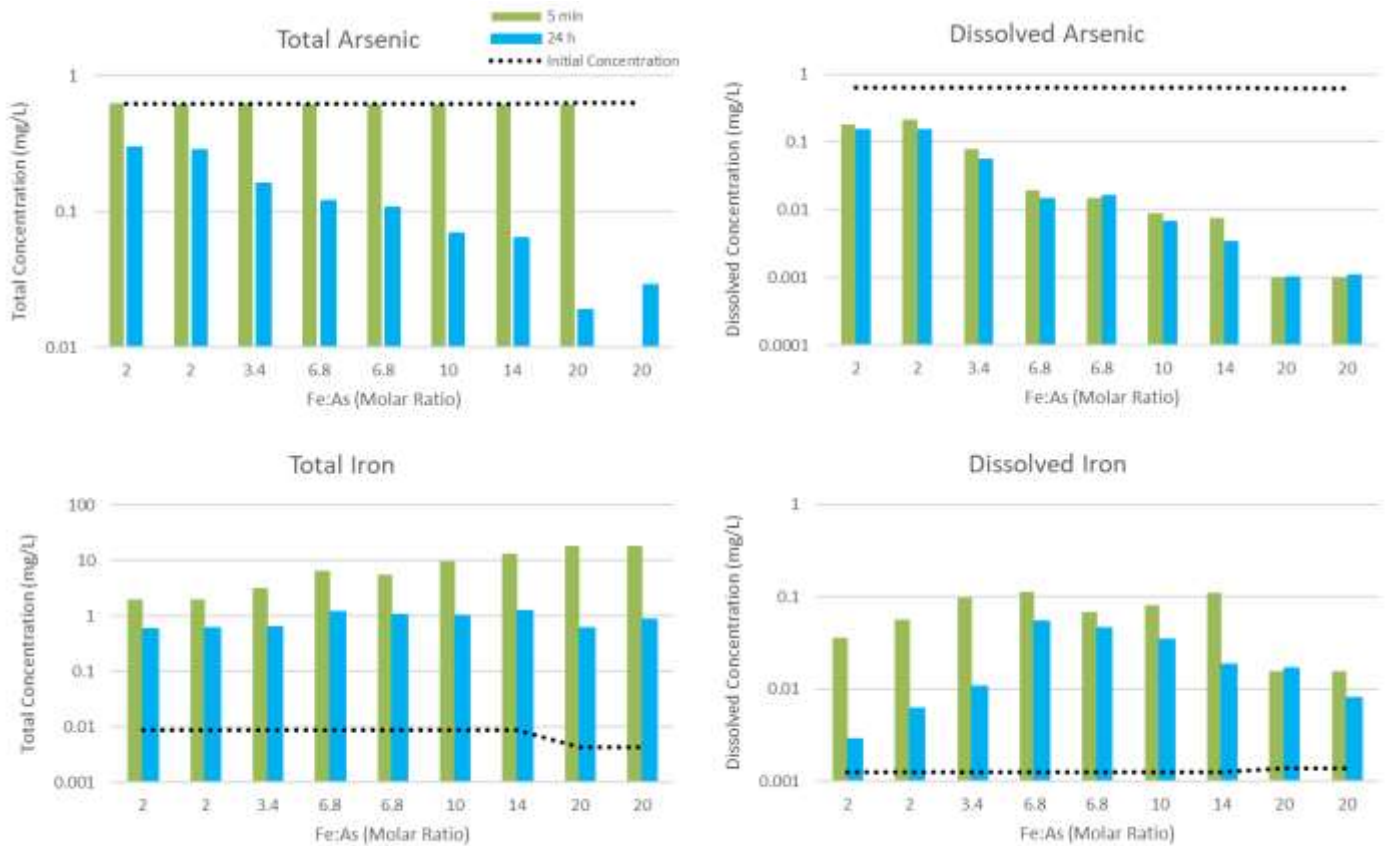 Total Arsenic
5 min
24 h
Initial Concentration
Total Concentration (mg/L)
1
0.1
0.01
2 2 3.4 6.8 6.8 10 14 20 20
Fe:As (Molar Ratio)
Dissolved Arsenic
Dissolved Concentration (mg/L)
1
0.1
0.01
0.001
0.0001
2 2 3.4 6.8 6.8 10 14 20 20
Fe:As (Molar Ratio)
Total Iron
Total Concentration (mg/L)
100
10
1
0.1
0.01
0.001
2 2 3.4 6.8 6.8 10 14 20 20
Fe:As (Molar Ratio)
Dissolved Iron
Dissolved Concentration (mg/L)
1
0.1
0.01
0.001
2 2 3.4 6.8 6.8 10 14 20 20
Fe:As (Molar Ratio)